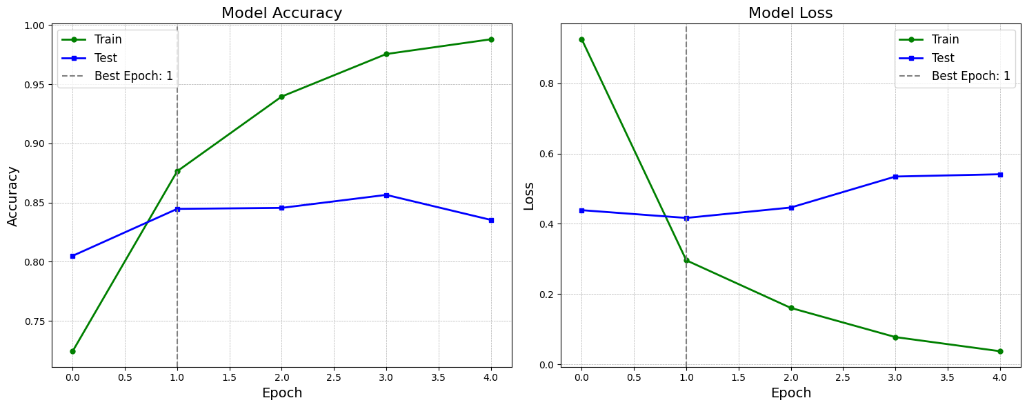 Model Accuracy
1.00
0.95
0.90
0.85
0.80
0.75
Accuracy
Train
Test
Best Epoch: 1
0.0 0.5 1.0 1.5 2.0 2.5 3.0 3.5 4.0
Epoch
Model Loss
0.8
0.6
0.4
0.2
0.0
Loss
Train
Test
Best Epoch: 1
0.0 0.5 1.0 1.5 2.0 2.5 3.0 3.5 4.0
Epoch